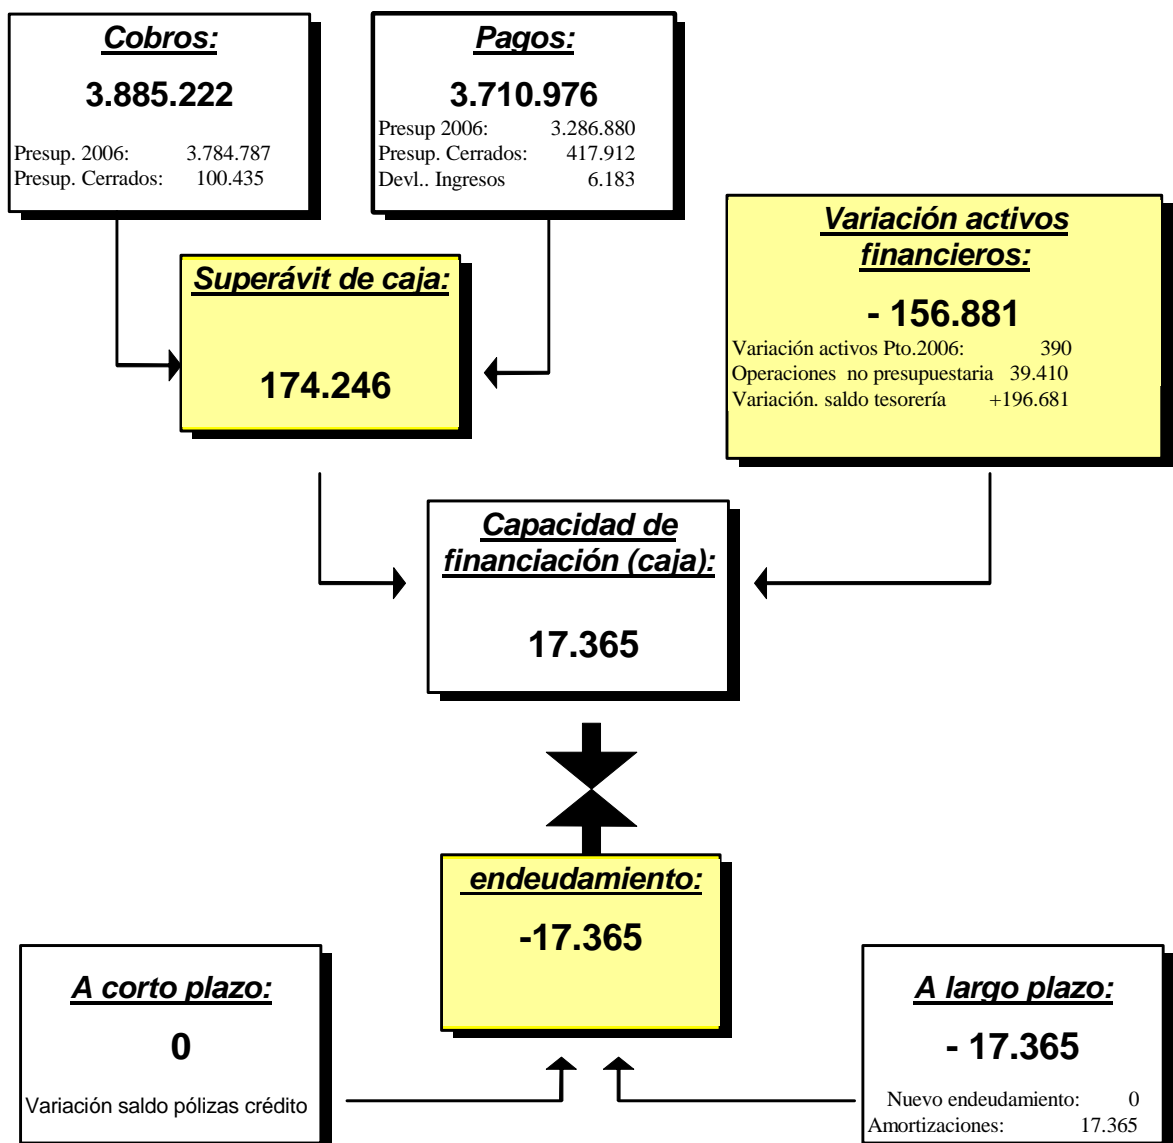 Cobros:
3.885.222
Presup. 2006: 3.784.787
Presup. Cerrados: 100.435
Pagos:
3.710.976
Presup 2006: 3.286.880
Presup. Cerrados: 417.912
Devl.. Ingresos 6.183
Superávit de caja:
174.246
Variación activos
financieros:
- 156.881
Variación activos Pto.2006: 390
Operaciones no presupuestaria 39.410
Variación. saldo tesorería +196.681
Capacidad de
financiación (caja):
17.365
endeudamiento:
-17.365
A corto plazo:
0
Variación saldo pólizas crédito
A largo plazo:
- 17.365
Nuevo endeudamiento: 0
Amortizaciones: 17.365